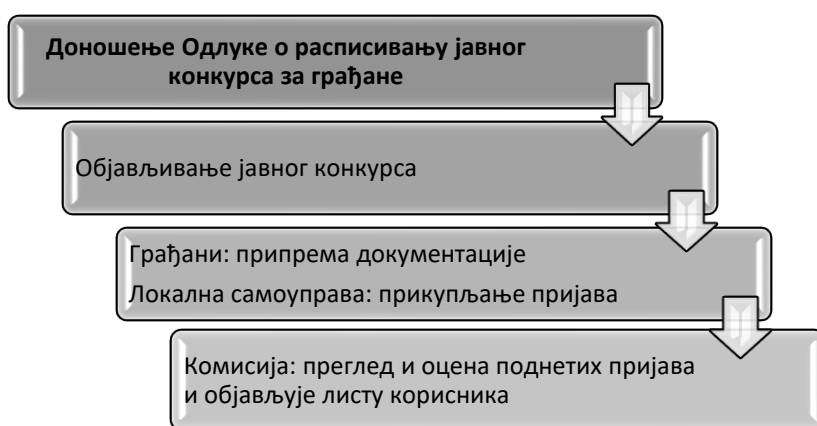 Доношење Одлуке о расписивању јавног
конкурса за грађане
Објављивање јавног конкурса
Грађани: припрема документације
Локална самоуправа: прикупљање пријава
Комисија: преглед и оцена поднетих пријава
и објављује листу корисника